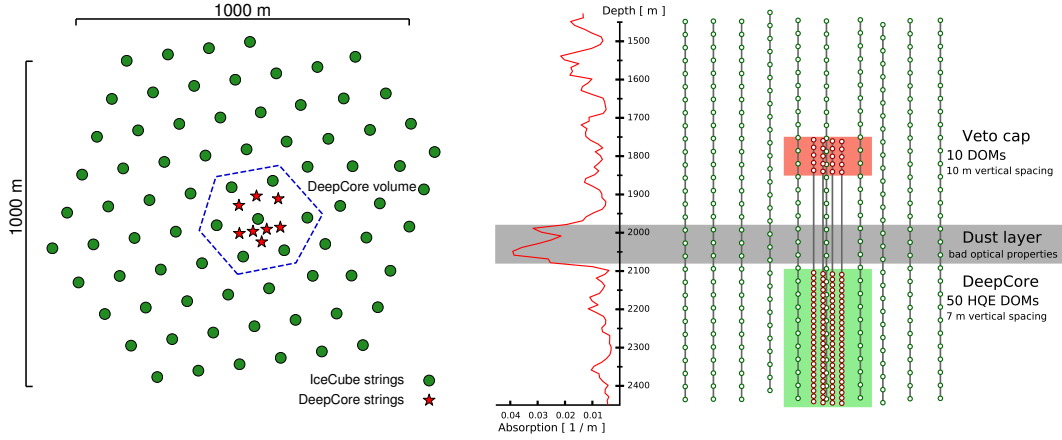 1000 m
1000 m
DeepCore volume
IceCube strings
DeepCore strings
Depth [ m ]
1500
1600
1700
1800
1900
2000
2100
2200
2300
2400
0.04 0.03 0.02 0.01
Absorption [ 1 / m ]
Veto cap
10 DOMs
10 m vertical spacing
Dust layer
bad optical properties
DeepCore
50 HQE DOMs
7 m vertical spacing